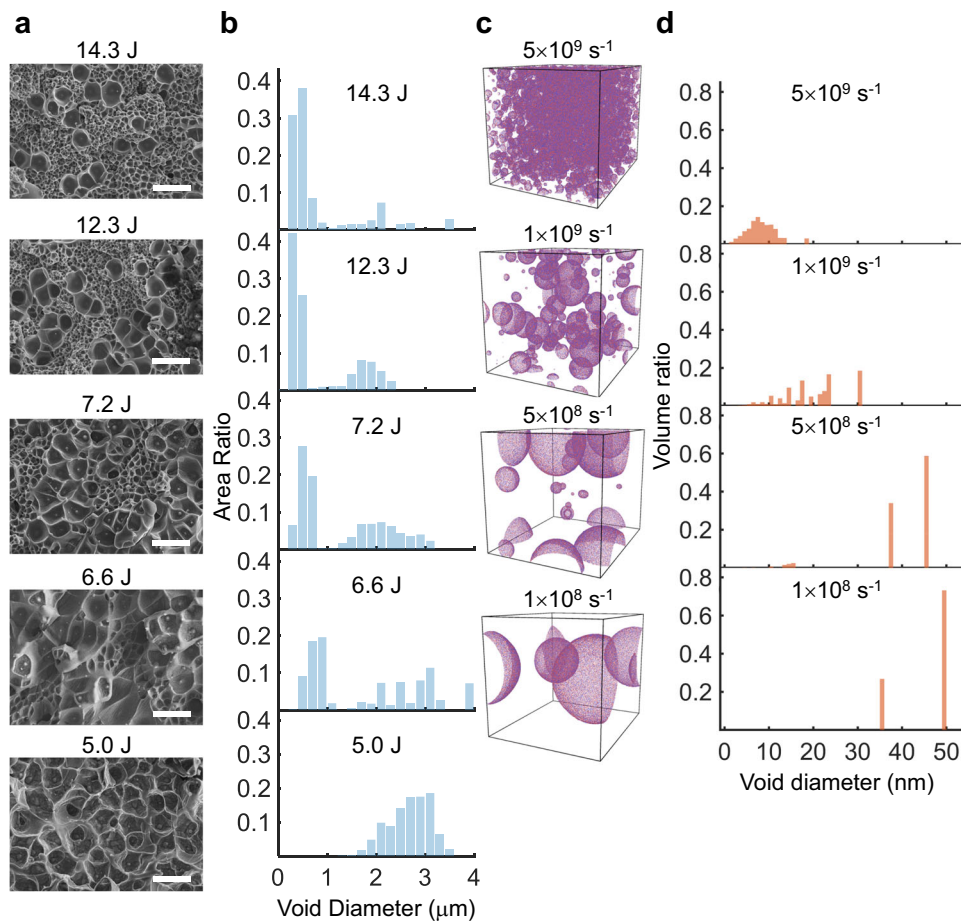 a
14.3 J
12.3 J
7.2 J
6.6 J
5.0 J
b
Area Ratio
0.4
0.3
0.2
0.1
14.3 J
0.4
0.3
0.2
0.1
12.3 J
0.4
0.3
0.2
0.1
7.2 J
0.4
0.3
0.2
0.1
6.6 J
0.4
0.3
0.2
0.1
5.0 J
0 1 2 3 4
Void Diameter (μm)
c
5×10⁹ s⁻¹
1×10⁹ s⁻¹
5×10⁸ s⁻¹
1×10⁸ s⁻¹
d
Volume ratio
0.8
0.6
0.4
0.2
5×10⁹ s⁻¹
0.8
0.6
0.4
0.2
1×10⁹ s⁻¹
0.8
0.6
0.4
0.2
5×10⁸ s⁻¹
0.8
0.6
0.4
0.2
1×10⁸ s⁻¹
0 10 20 30 40 50
Void diameter (nm)